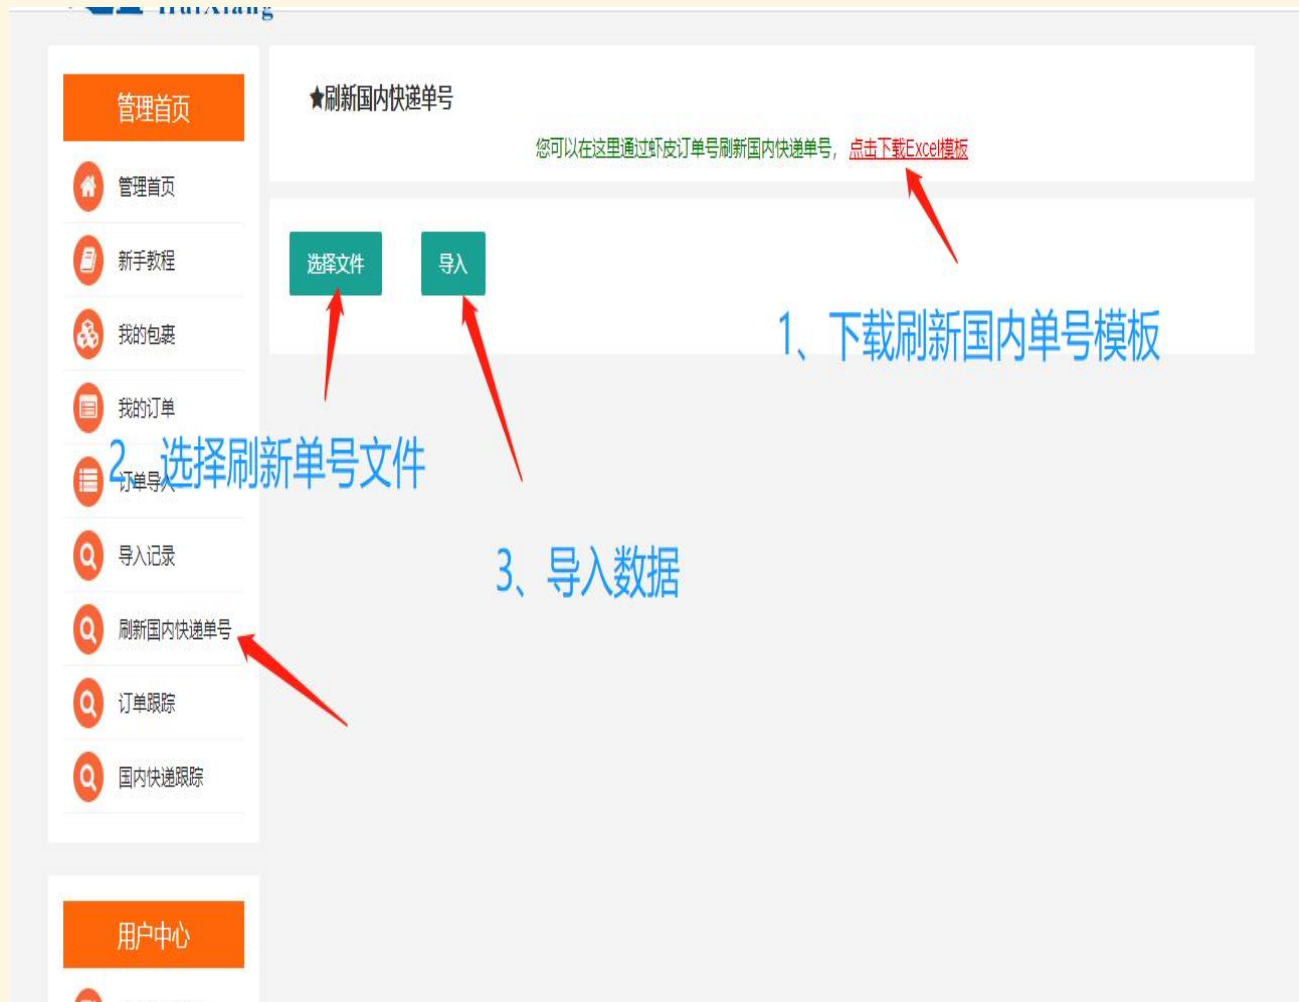 HuiXiang
管理首页
★刷新国内快递单号
您可以在这里通过虾皮订单号刷新国内快递单号，点击下载Excel模板
管理首页
新手教程
选择文件
导入
我的包裹
1、下载刷新国内单号模板
我的订单
2、选择刷新单号文件
订单导入
导入记录
3、导入数据
刷新国内快递单号
订单跟踪
国内快递跟踪
用户中心